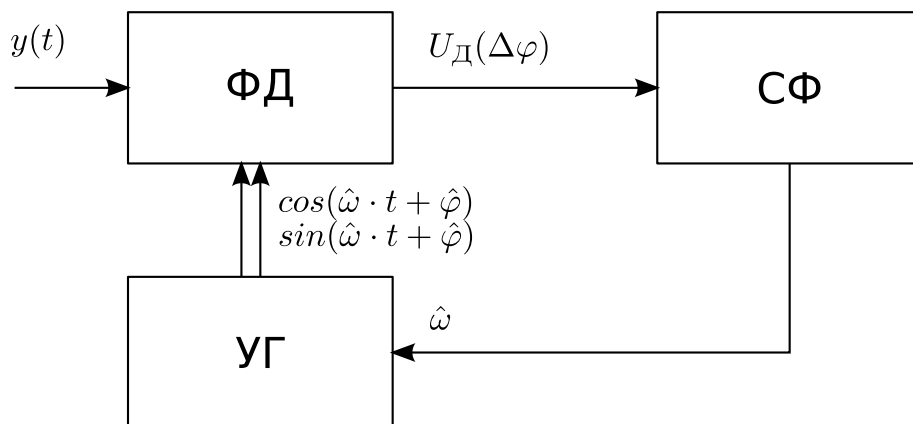 y(t)
ФД
U_Д(Δφ)
СФ
cos(ω̂ · t + φ̂)
sin(ω̂ · t + φ̂)
УГ
ω̂